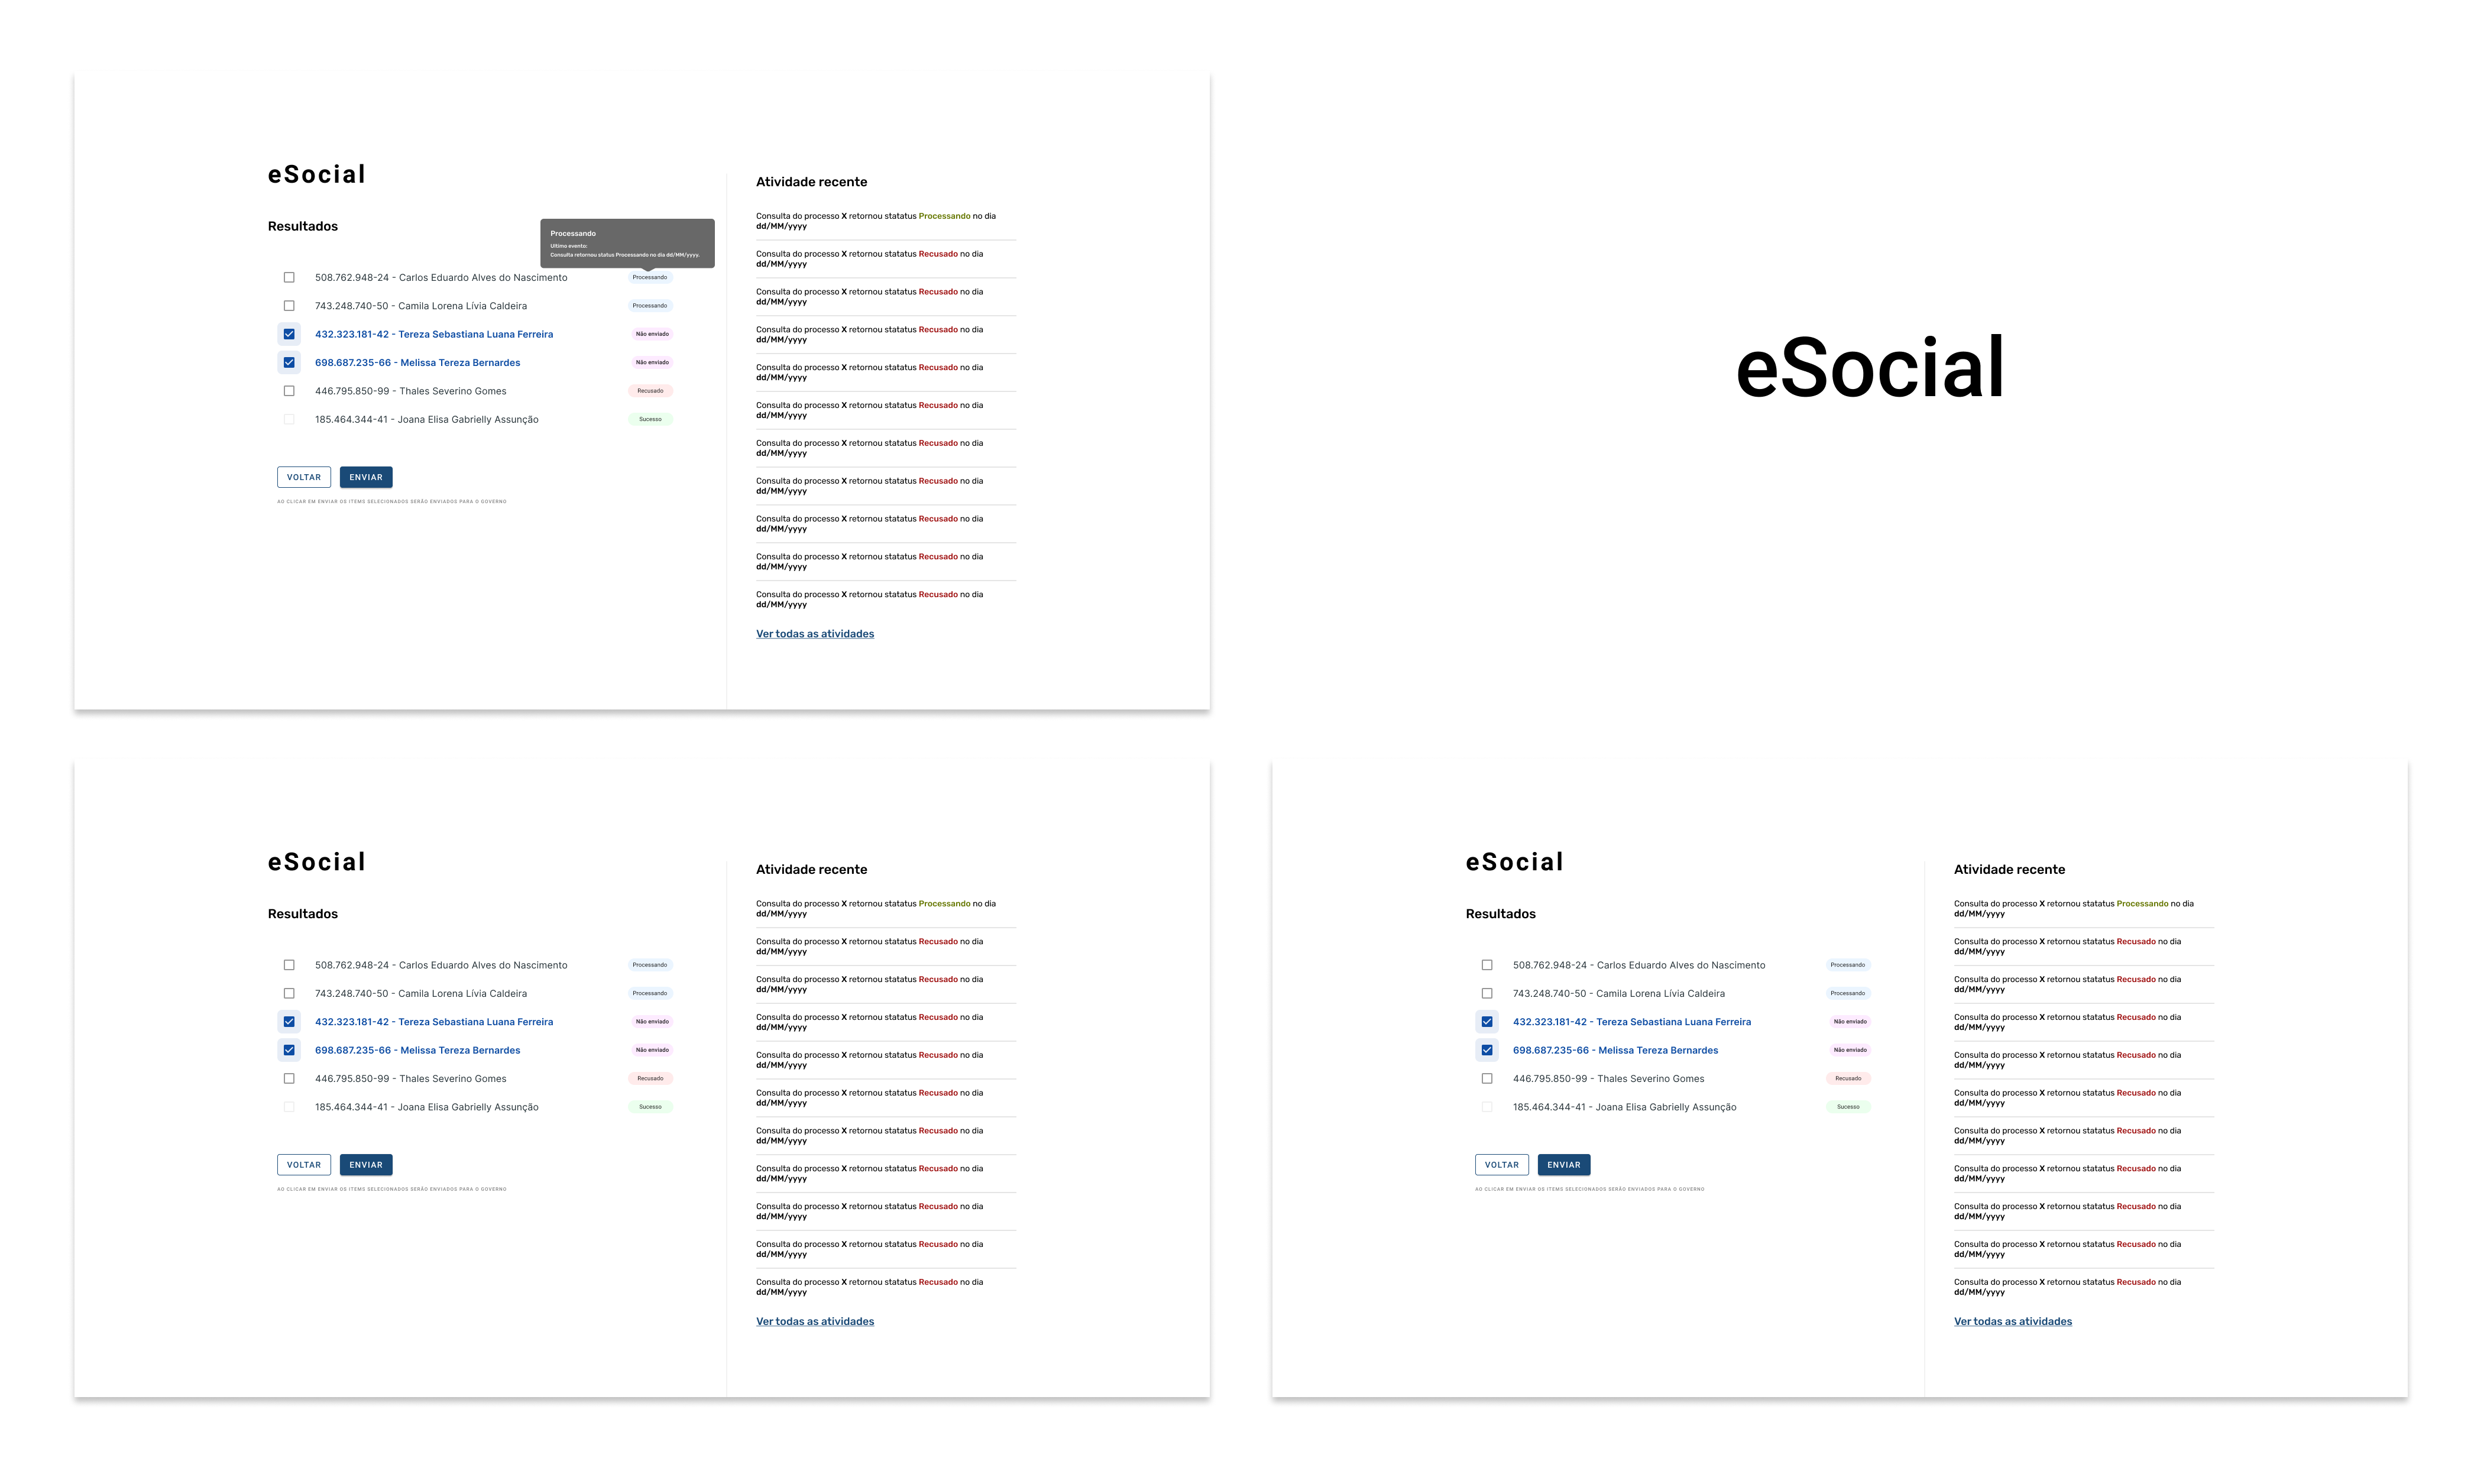 eSocial
Resultados
Processando
Ultimo evento:
Consulta retornou status Processando no dia dd/MM/yyyy.
508.762.948-24 - Carlos Eduardo Alves do Nascimento Processando
743.248.740-50 - Camila Lorena Lívia Caldeira Processando
432.323.181-42 - Tereza Sebastiana Luana Ferreira Não enviado
698.687.235-66 - Melissa Tereza Bernardes Não enviado
446.795.850-99 - Thales Severino Gomes Recusado
185.464.344-41 - Joana Elisa Gabrielly Assunção Sucesso
VOLTAR ENVIAR
AO CLICAR EM ENVIAR OS ITEMS SELECIONADOS SERÃO ENVIADOS PARA O GOVERNO
Atividade recente
Consulta do processo X retornou statatus Processando no dia
dd/MM/yyyy
Consulta do processo X retornou statatus Recusado no dia
dd/MM/yyyy
Consulta do processo X retornou statatus Recusado no dia
dd/MM/yyyy
Consulta do processo X retornou statatus Recusado no dia
dd/MM/yyyy
Consulta do processo X retornou statatus Recusado no dia
dd/MM/yyyy
Consulta do processo X retornou statatus Recusado no dia
dd/MM/yyyy
Consulta do processo X retornou statatus Recusado no dia
dd/MM/yyyy
Consulta do processo X retornou statatus Recusado no dia
dd/MM/yyyy
Consulta do processo X retornou statatus Recusado no dia
dd/MM/yyyy
Consulta do processo X retornou statatus Recusado no dia
dd/MM/yyyy
Consulta do processo X retornou statatus Recusado no dia
dd/MM/yyyy
Ver todas as atividades
eSocial
eSocial
Resultados
508.762.948-24 - Carlos Eduardo Alves do Nascimento Processando
743.248.740-50 - Camila Lorena Lívia Caldeira Processando
432.323.181-42 - Tereza Sebastiana Luana Ferreira Não enviado
698.687.235-66 - Melissa Tereza Bernardes Não enviado
446.795.850-99 - Thales Severino Gomes Recusado
185.464.344-41 - Joana Elisa Gabrielly Assunção Sucesso
VOLTAR ENVIAR
AO CLICAR EM ENVIAR OS ITEMS SELECIONADOS SERÃO ENVIADOS PARA O GOVERNO
Atividade recente
Consulta do processo X retornou statatus Processando no dia
dd/MM/yyyy
Consulta do processo X retornou statatus Recusado no dia
dd/MM/yyyy
Consulta do processo X retornou statatus Recusado no dia
dd/MM/yyyy
Consulta do processo X retornou statatus Recusado no dia
dd/MM/yyyy
Consulta do processo X retornou statatus Recusado no dia
dd/MM/yyyy
Consulta do processo X retornou statatus Recusado no dia
dd/MM/yyyy
Consulta do processo X retornou statatus Recusado no dia
dd/MM/yyyy
Consulta do processo X retornou statatus Recusado no dia
dd/MM/yyyy
Consulta do processo X retornou statatus Recusado no dia
dd/MM/yyyy
Consulta do processo X retornou statatus Recusado no dia
dd/MM/yyyy
Consulta do processo X retornou statatus Recusado no dia
dd/MM/yyyy
Ver todas as atividades
eSocial
Resultados
508.762.948-24 - Carlos Eduardo Alves do Nascimento Processando
743.248.740-50 - Camila Lorena Lívia Caldeira Processando
432.323.181-42 - Tereza Sebastiana Luana Ferreira Não enviado
698.687.235-66 - Melissa Tereza Bernardes Não enviado
446.795.850-99 - Thales Severino Gomes Recusado
185.464.344-41 - Joana Elisa Gabrielly Assunção Sucesso
VOLTAR ENVIAR
AO CLICAR EM ENVIAR OS ITEMS SELECIONADOS SERÃO ENVIADOS PARA O GOVERNO
Atividade recente
Consulta do processo X retornou statatus Processando no dia
dd/MM/yyyy
Consulta do processo X retornou statatus Recusado no dia
dd/MM/yyyy
Consulta do processo X retornou statatus Recusado no dia
dd/MM/yyyy
Consulta do processo X retornou statatus Recusado no dia
dd/MM/yyyy
Consulta do processo X retornou statatus Recusado no dia
dd/MM/yyyy
Consulta do processo X retornou statatus Recusado no dia
dd/MM/yyyy
Consulta do processo X retornou statatus Recusado no dia
dd/MM/yyyy
Consulta do processo X retornou statatus Recusado no dia
dd/MM/yyyy
Consulta do processo X retornou statatus Recusado no dia
dd/MM/yyyy
Consulta do processo X retornou statatus Recusado no dia
dd/MM/yyyy
Consulta do processo X retornou statatus Recusado no dia
dd/MM/yyyy
Ver todas as atividades